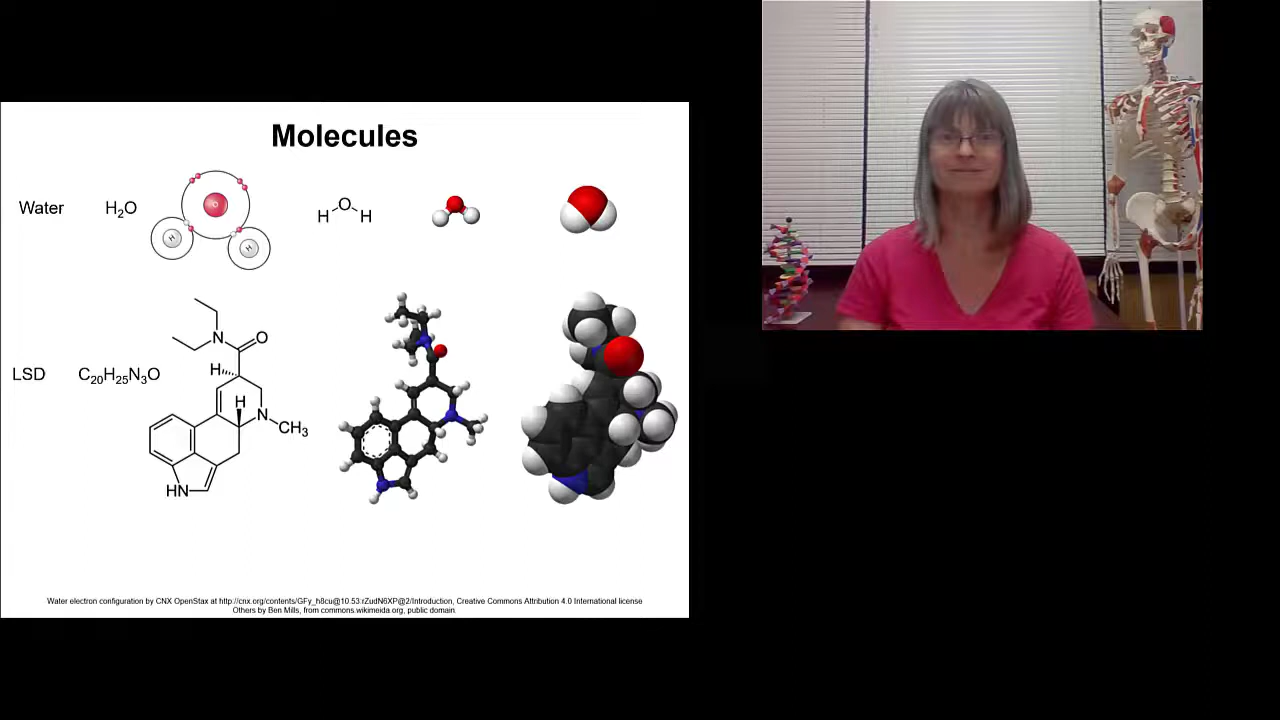 Molecules
Water
H₂O
O
H
H
H O H
LSD
C₂₀H₂₅N₃O
N
O
H
H
N
CH₃
HN
Water electron configuration by CNX OpenStax at http://cnx.org/contents/GFy_h8cu@10.53:rZudN6XP@2/Introduction, Creative Commons Attribution 4.0 International license
Others by Ben Mills, from commons.wikimeida.org, public domain.